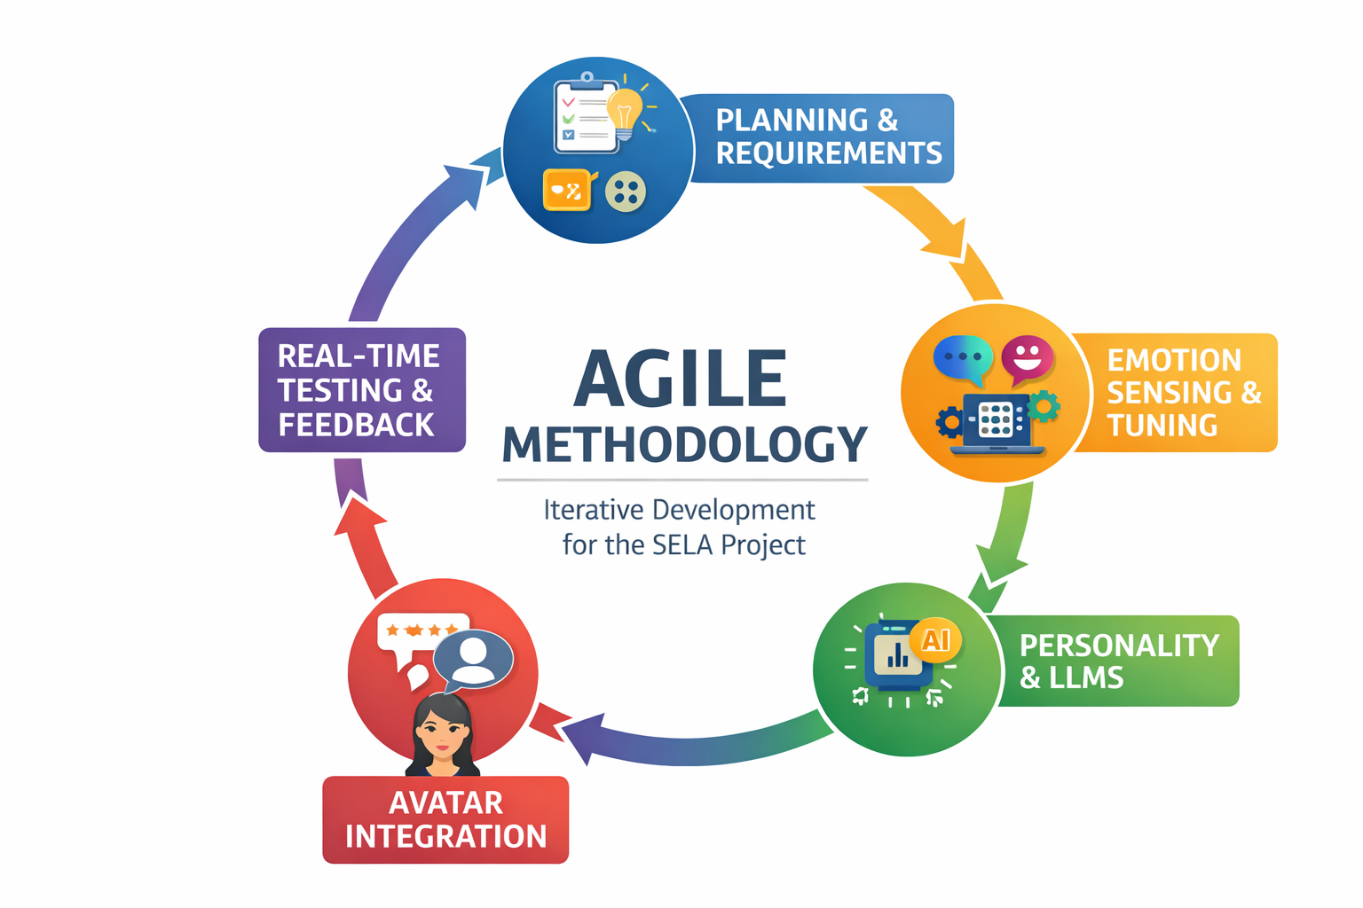 PLANNING &
REQUIREMENTS
EMOTION
SENSING &
TUNING
PERSONALITY
& LLMS
AI
AVATAR
INTEGRATION
REAL-TIME
TESTING &
FEEDBACK
AGILE
METHODOLOGY
Iterative Development
for the SELA Project